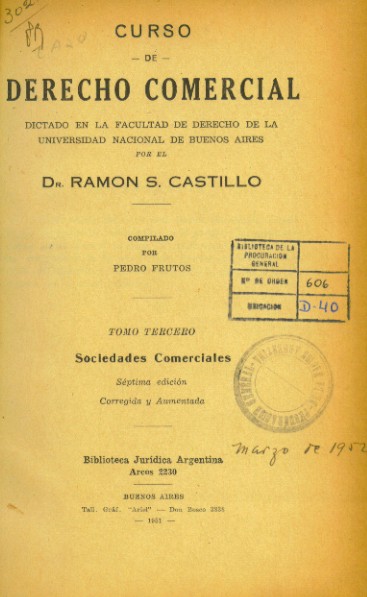 CURSO
— DE —
DERECHO COMERCIAL
DICTADO EN LA FACULTAD DE DERECHO DE LA
UNIVERSIDAD NACIONAL DE BUENOS AIRES
POR EL
DR. RAMON S. CASTILLO
COMPILADO
POR
PEDRO FRUTOS
BIBLIOTECA DE LA
PROCURACION
GENERAL
Nº DE ORDEN 606
UBICACION D-40
TOMO TERCERO
Sociedades Comerciales
Séptima edición
Corregida y Aumentada
Marzo de 1952
Biblioteca Jurídica Argentina
Arcos 2230
BUENOS AIRES
Tall. Gráf. "Ariel" — Don Bosco
— 1951 —